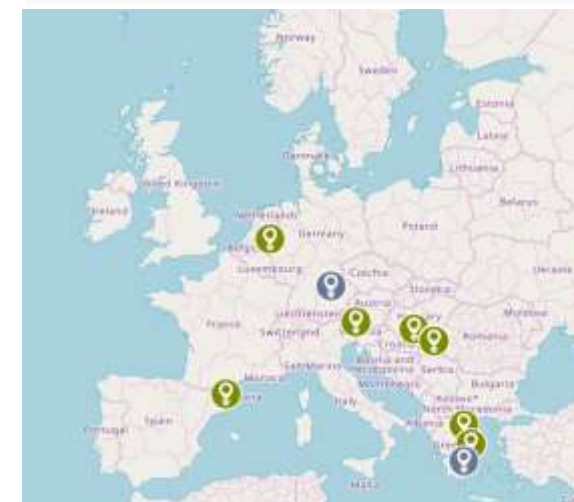 Norway
Sweden
Estonia
Latvia
Denmark
Lithuania
United Kingdom
Ireland
Belarus
Netherlands
Poland
Germany
Luxembourg
Czechia
Ukraine
Slovakia
Austria
Liechtenstein
Moldova
France
Switzerland
Romania
Bosnia and
Herzegovina
Serbia
San Marino
Monaco
Montenegro
Bulgaria
Italy
Kosovo*
North Macedonia
Albania
Spain
Portugal
Malta